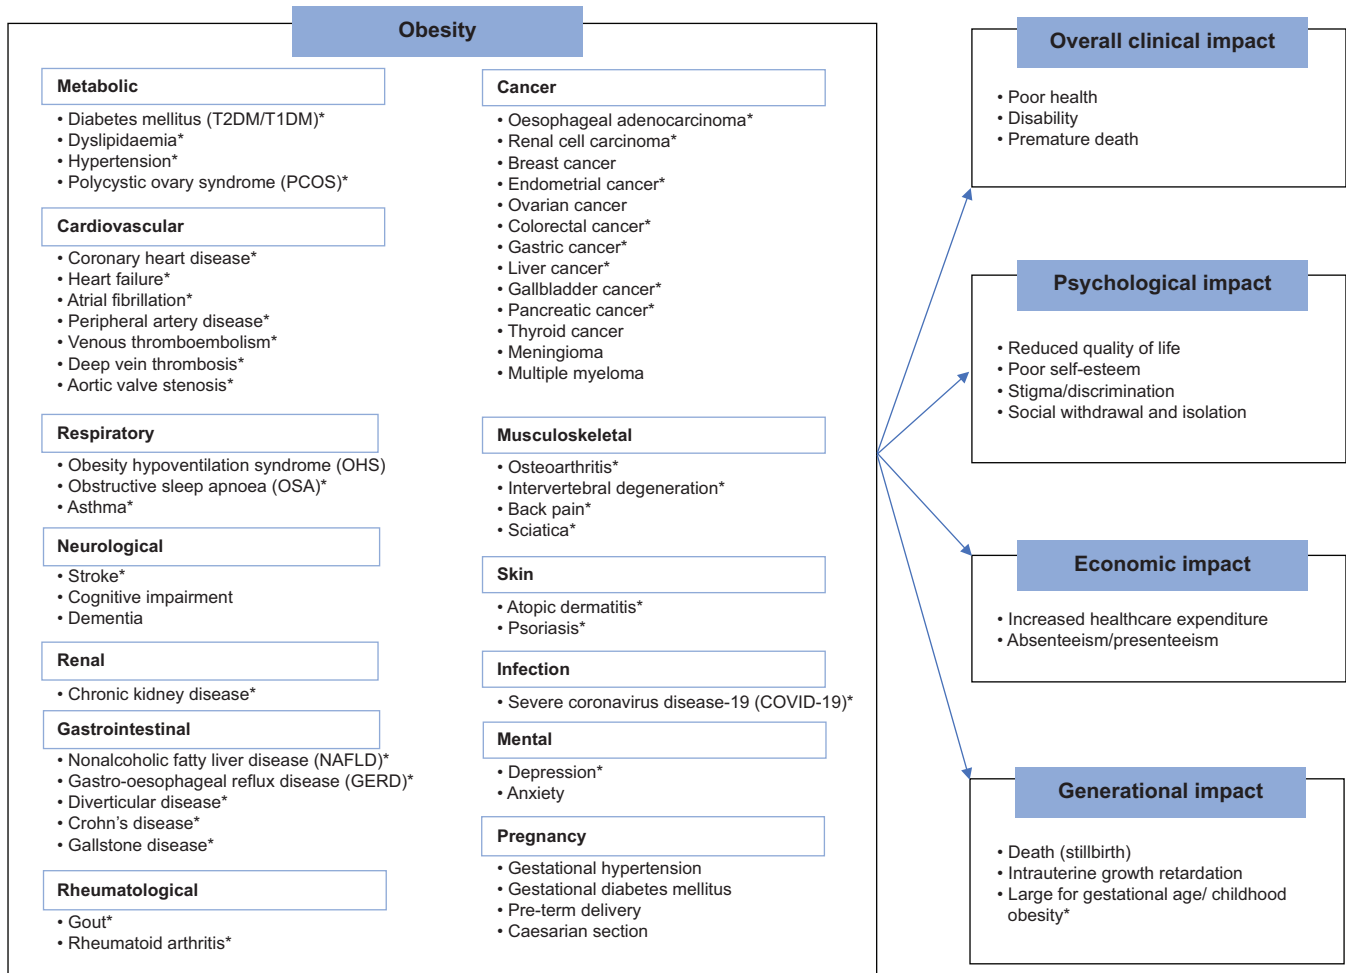 Obesity
Metabolic
• Diabetes mellitus (T2DM/T1DM)*
• Dyslipidaemia*
• Hypertension*
• Polycystic ovary syndrome (PCOS)*
Cardiovascular
• Coronary heart disease*
• Heart failure*
• Atrial fibrillation*
• Peripheral artery disease*
• Venous thromboembolism*
• Deep vein thrombosis*
• Aortic valve stenosis*
Respiratory
• Obesity hypoventilation syndrome (OHS)
• Obstructive sleep apnoea (OSA)*
• Asthma*
Neurological
• Stroke*
• Cognitive impairment
• Dementia
Renal
• Chronic kidney disease*
Gastrointestinal
• Nonalcoholic fatty liver disease (NAFLD)*
• Gastro-oesophageal reflux disease (GERD)*
• Diverticular disease*
• Crohn’s disease*
• Gallstone disease*
Rheumatological
• Gout*
• Rheumatoid arthritis*
Cancer
• Oesophageal adenocarcinoma*
• Renal cell carcinoma*
• Breast cancer
• Endometrial cancer*
• Ovarian cancer
• Colorectal cancer*
• Gastric cancer*
• Liver cancer*
• Gallbladder cancer*
• Pancreatic cancer*
• Thyroid cancer
• Meningioma
• Multiple myeloma
Musculoskeletal
• Osteoarthritis*
• Intervertebral degeneration*
• Back pain*
• Sciatica*
Skin
• Atopic dermatitis*
• Psoriasis*
Infection
• Severe coronavirus disease-19 (COVID-19)*
Mental
• Depression*
• Anxiety
Pregnancy
• Gestational hypertension
• Gestational diabetes mellitus
• Pre-term delivery
• Caesarian section
Overall clinical impact
• Poor health
• Disability
• Premature death
Psychological impact
• Reduced quality of life
• Poor self-esteem
• Stigma/discrimination
• Social withdrawal and isolation
Economic impact
• Increased healthcare expenditure
• Absenteeism/presenteeism
Generational impact
• Death (stillbirth)
• Intrauterine growth retardation
• Large for gestational age/ childhood
obesity*